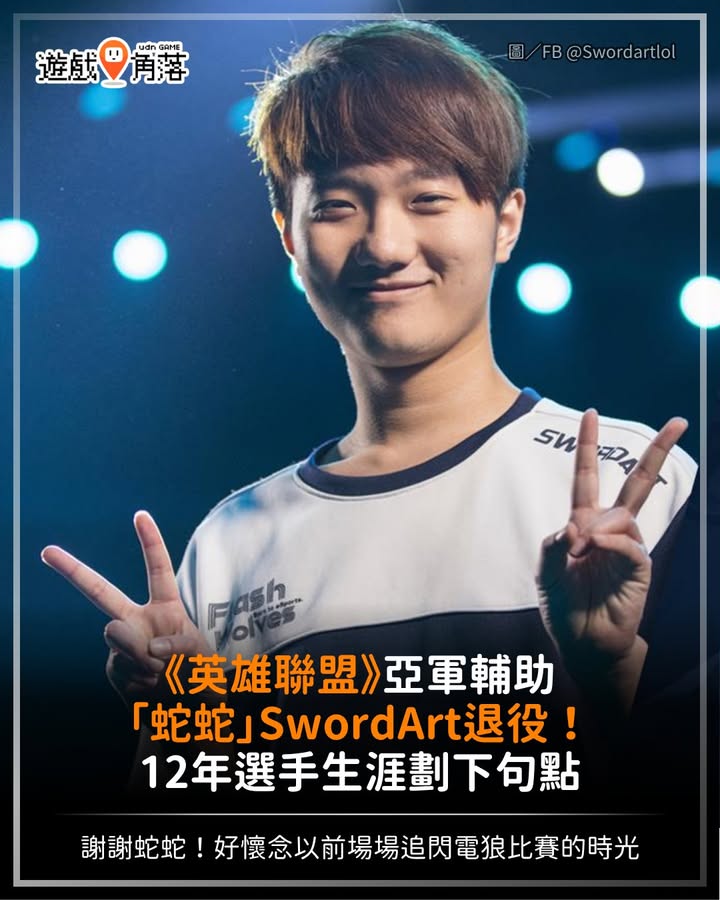 udn GAME
遊戲角落
圖／FB @Swordartlol
SWORDART
Flash
Wolves
《英雄聯盟》亞軍輔助
「蛇蛇」SwordArt退役！
12年選手生涯劃下句點
謝謝蛇蛇！好懷念以前場場追閃電狼比賽的時光